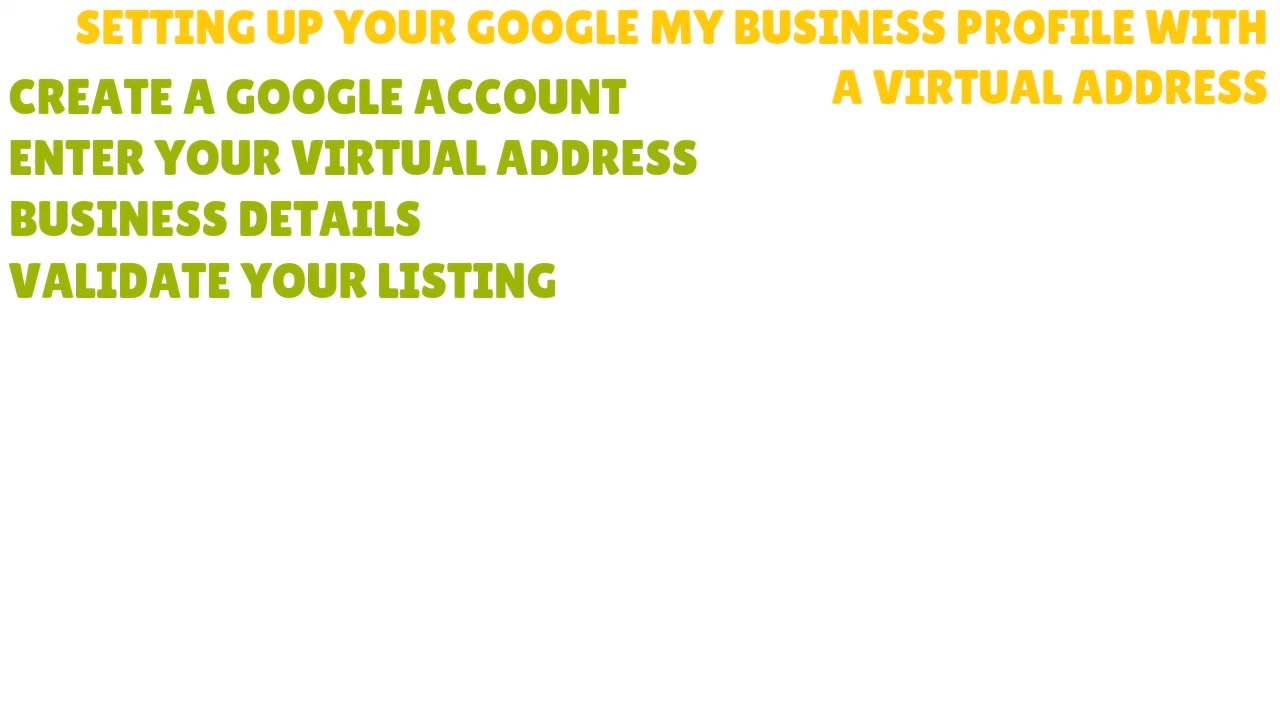 SETTING UP YOUR GOOGLE MY BUSINESS PROFILE WITH
A VIRTUAL ADDRESS
CREATE A GOOGLE ACCOUNT
ENTER YOUR VIRTUAL ADDRESS
BUSINESS DETAILS
VALIDATE YOUR LISTING